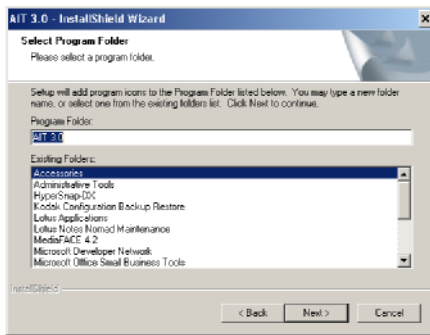 AIT 3.0 - InstallShield Wizard
Select Program Folder
Please select a program folder.
Setup will add program icons to the Program Folder listed below. You may type a new folder
name, or select one from the existing folders list. Click Next to continue.
Program Folder:
AIT 3.0
Existing Folders:
Accessories
Administrative Tools
HyperSnap-DX
Kodak Configuration Backup Restore
Lotus Applications
Lotus Notes Nomad Maintenance
MediaFACE 4.2
Microsoft Developer Network
Microsoft Office Small Business Tools
InstallShield
< Back
Next >
Cancel